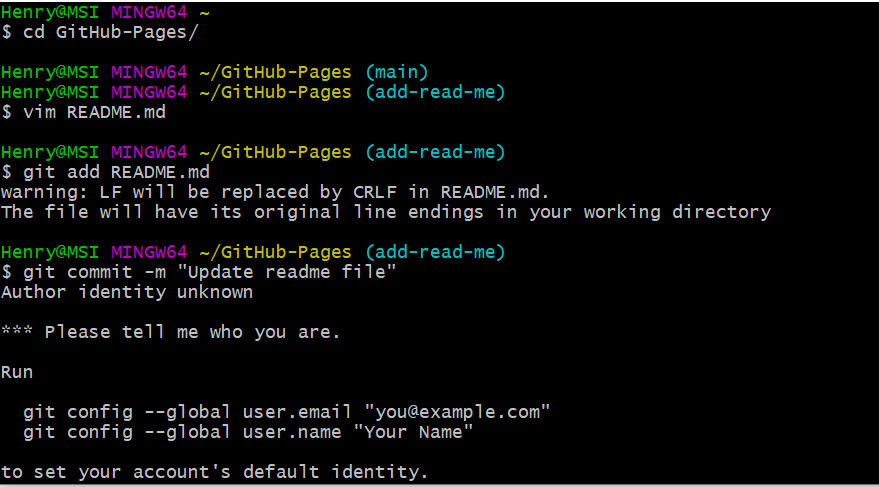 Henry@MSI MINGW64 ~
$ cd GitHub-Pages/
Henry@MSI MINGW64 ~/GitHub-Pages (main)
Henry@MSI MINGW64 ~/GitHub-Pages (add-read-me)
$ vim README.md
Henry@MSI MINGW64 ~/GitHub-Pages (add-read-me)
$ git add README.md
warning: LF will be replaced by CRLF in README.md.
The file will have its original line endings in your working directory
Henry@MSI MINGW64 ~/GitHub-Pages (add-read-me)
$ git commit -m "Update readme file"
Author identity unknown
*** Please tell me who you are.
Run
git config --global user.email "you@example.com"
git config --global user.name "Your Name"
to set your account's default identity.